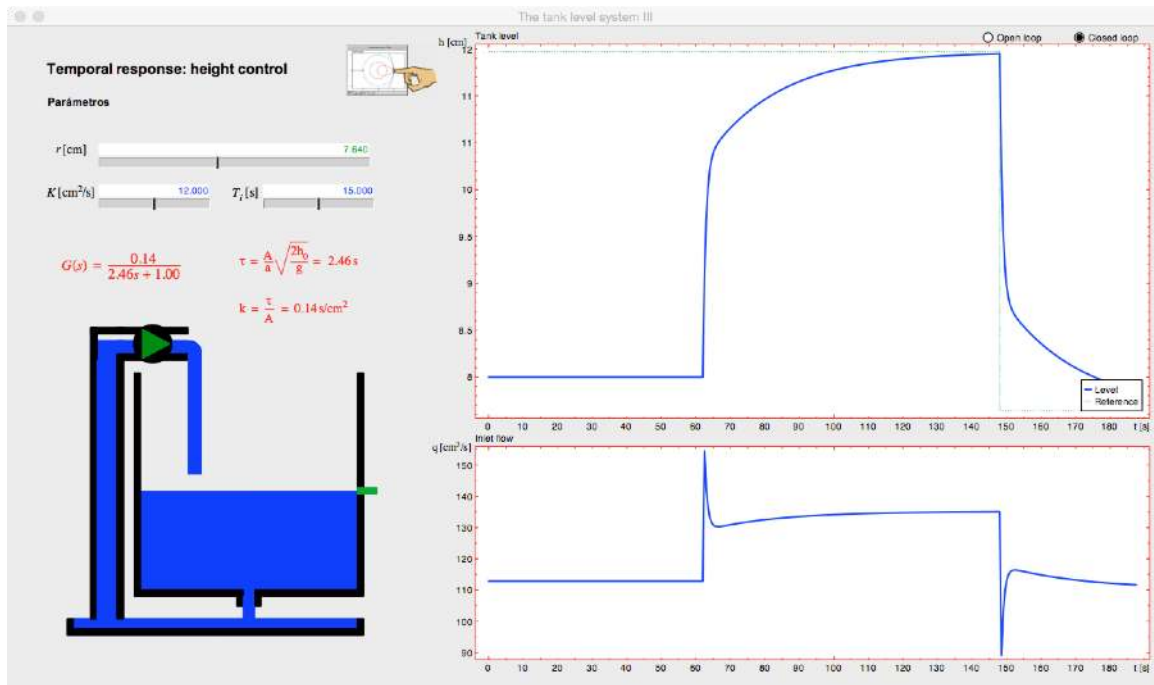 The tank level system III
Temporal response: height control
Parámetros
r [cm] 7.640
K [cm²/s] 12.000 T_i [s] 15.000
G(s) = 0.14 / (2.46s + 1.00)
τ = A/a √(2h₀/g) = 2.46 s
k = τ/A = 0.14 s/cm²
h [cm] Tank level Open loop Closed loop
12
11
11
10
9.5
9
8.5
8
Level
Reference
0 10 20 30 40 50 60 70 80 90 100 110 120 130 140 150 160 170 180 t [s]
Inlet flow
q [cm³/s]
150
140
130
120
110
100
90
0 10 20 30 40 50 60 70 80 90 100 110 120 130 140 150 160 170 180 t [s]